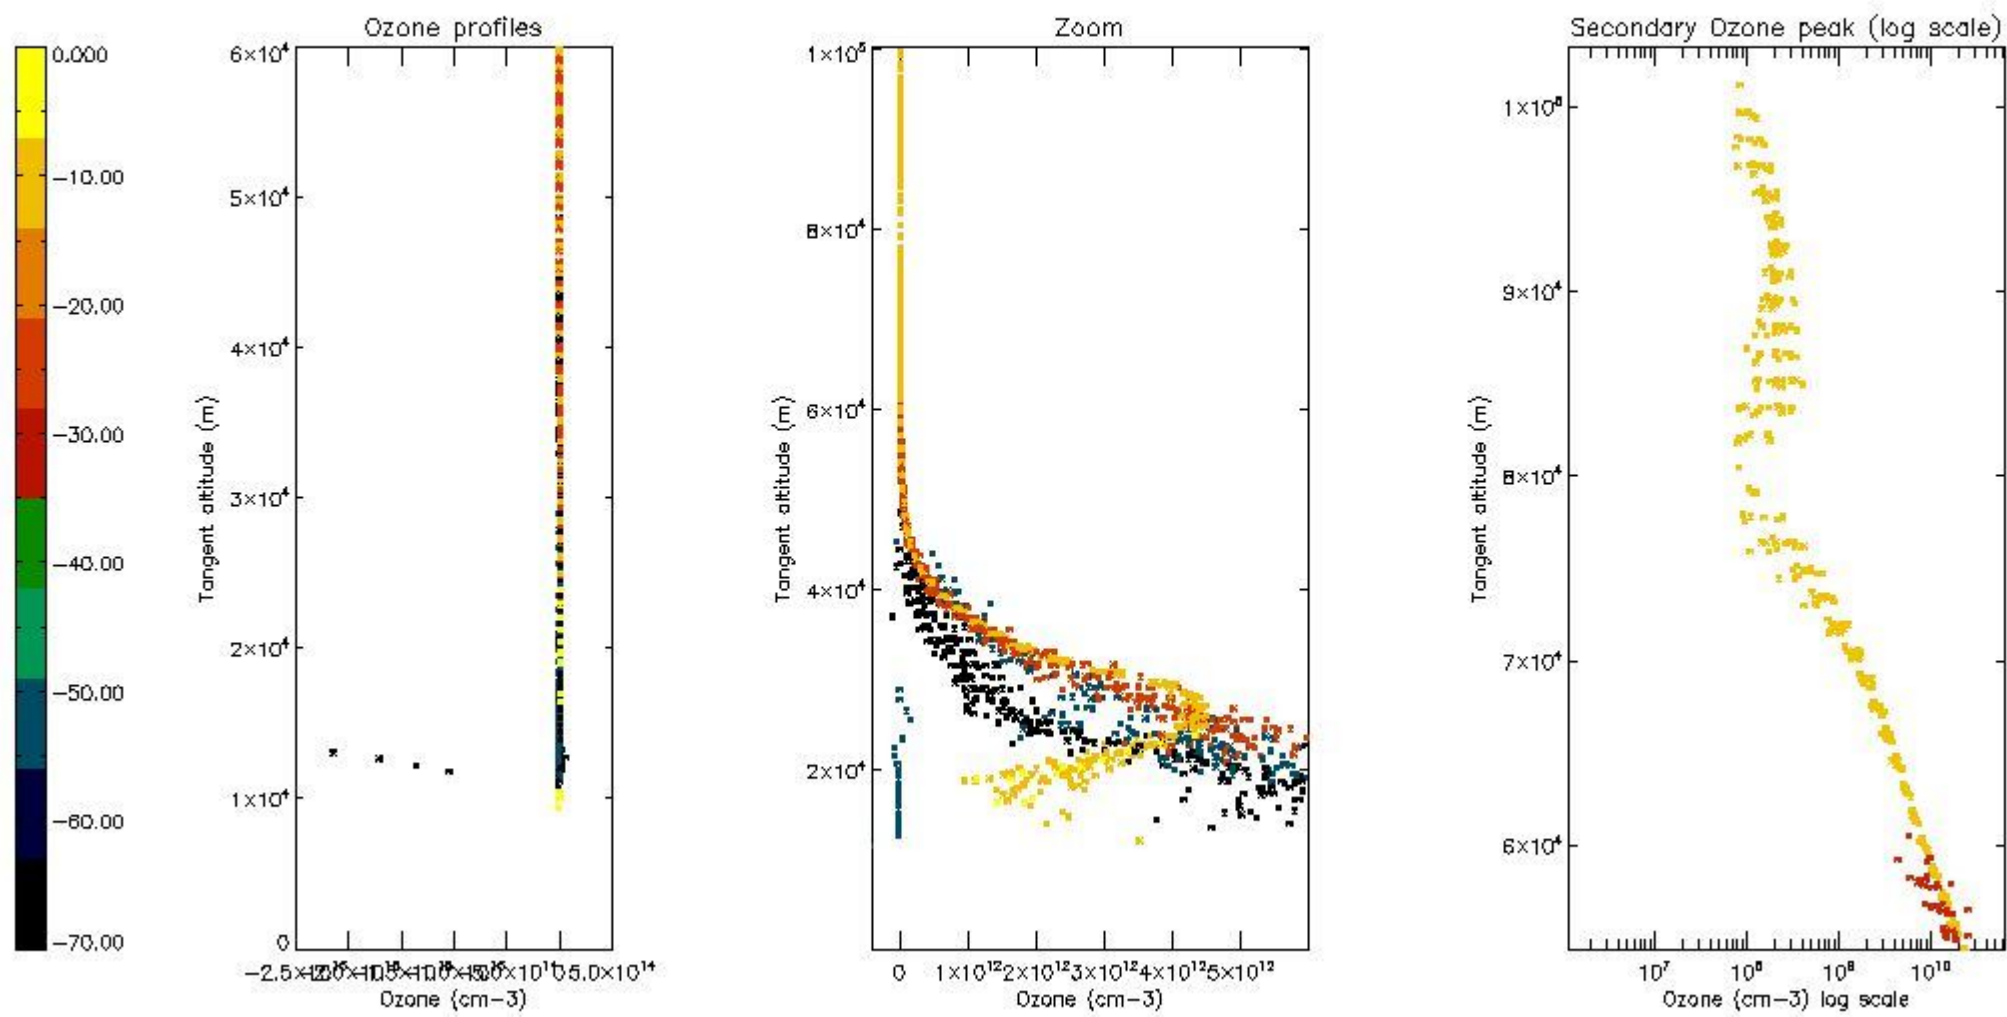 Ozone profiles
Zoom
Secondary Ozone peak (log scale)
0.000
−10.00
−20.00
−30.00
−40.00
−50.00
−60.00
−70.00
6×10⁴
5×10⁴
4×10⁴
3×10⁴
2×10⁴
1×10⁴
0
Tangent altitude (m)
5.0×10¹⁴
Ozone (cm−3)
1×10⁵
8×10⁴
6×10⁴
4×10⁴
2×10⁴
Tangent altitude (m)
0 1×10¹² 2×10¹² 3×10¹² 4×10¹² 5×10¹²
Ozone (cm−3)
9×10⁴
8×10⁴
7×10⁴
6×10⁴
Tangent altitude (m)
10⁷ 10⁸ 10⁹ 10¹⁰
Ozone (cm−3) log scale